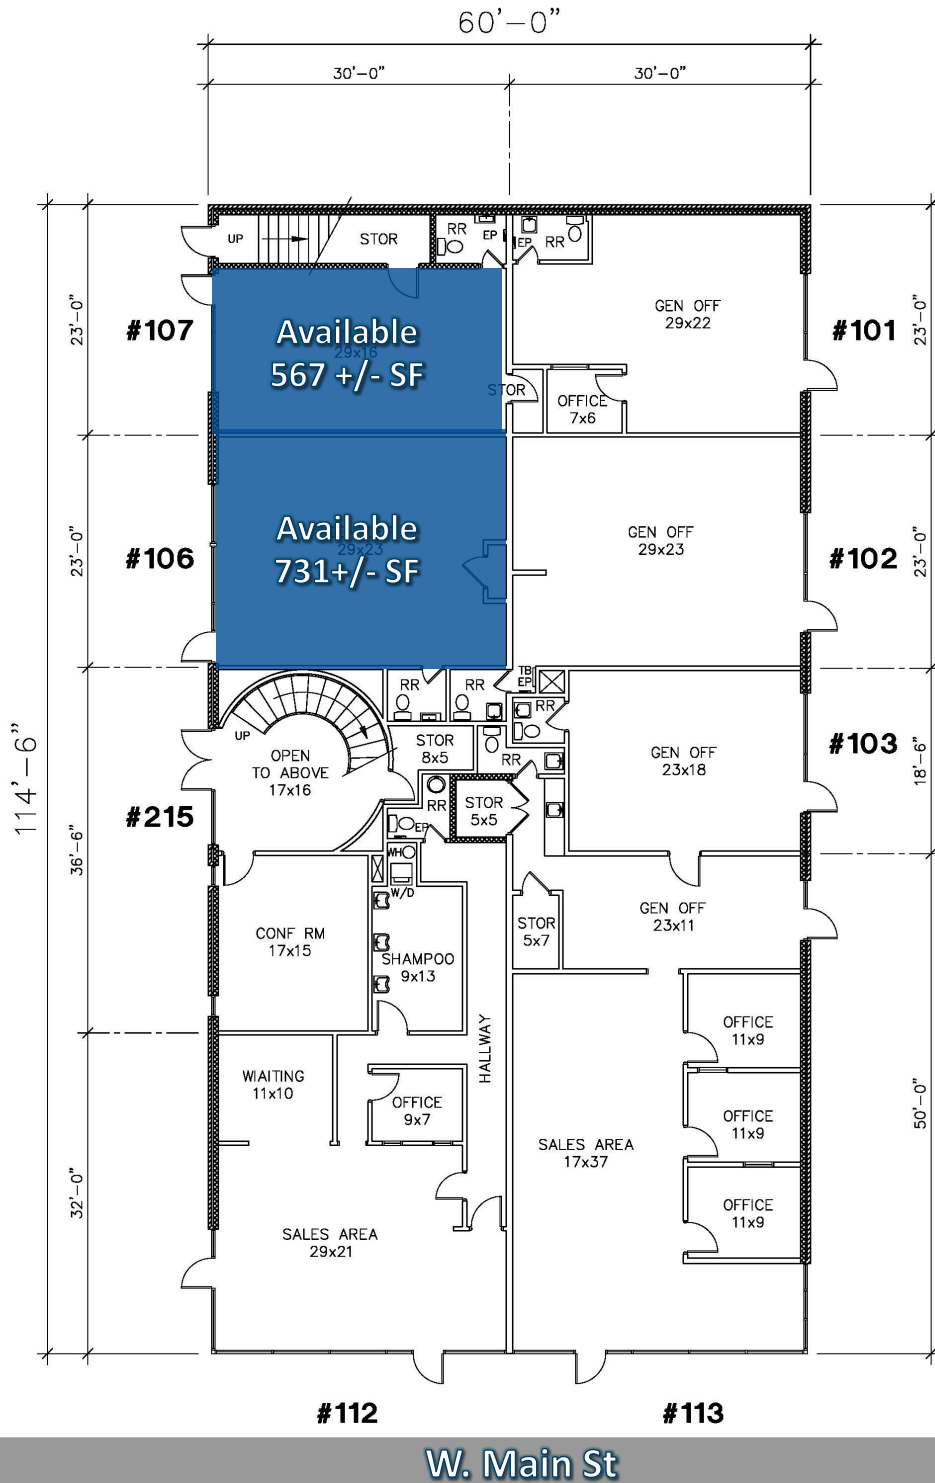 60'-0"
30'-0"
30'-0"
UP
STOR
RR
EP
EP
RR
23'-0"
#107
Available
29x16
567 +/- SF
GEN OFF
29x22
#101
23'-0"
STOR
OFFICE
7x6
23'-0"
#106
Available
29x23
731+/- SF
GEN OFF
29x23
#102
23'-0"
114'-6"
UP
OPEN
TO ABOVE
17x16
RR
RR
TB
EP
RR
STOR
8x5
RR
GEN OFF
23x18
#103
18'-6"
#215
36'-6"
RR
EP
STOR
5x5
WH
W/D
CONF RM
17x15
SHAMPOO
9x13
STOR
5x7
GEN OFF
23x11
HALLWAY
OFFICE
11x9
WIAITING
11x10
OFFICE
9x7
OFFICE
11x9
50'-0"
SALES AREA
17x37
32'-0"
OFFICE
11x9
SALES AREA
29x21
#112
#113
W. Main St